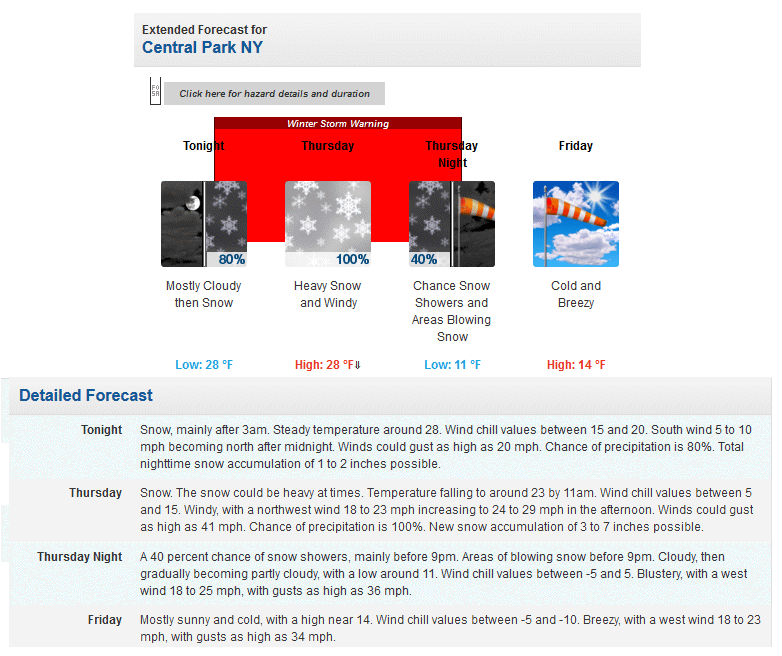 Extended Forecast for
Central Park NY
Click here for hazard details and duration
Winter Storm Warning
Tonight
Thursday
Thursday
Night
Friday
80%
100%
40%
Mostly Cloudy
then Snow
Heavy Snow
and Windy
Chance Snow
Showers and
Areas Blowing
Snow
Cold and
Breezy
Low: 28 °F
High: 28 °F⇓
Low: 11 °F
High: 14 °F
Detailed Forecast
Tonight
Snow, mainly after 3am. Steady temperature around 28. Wind chill values between 15 and 20. South wind 5 to 10
mph becoming north after midnight. Winds could gust as high as 20 mph. Chance of precipitation is 80%. Total
nighttime snow accumulation of 1 to 2 inches possible.
Thursday
Snow. The snow could be heavy at times. Temperature falling to around 23 by 11am. Wind chill values between 5
and 15. Windy, with a northwest wind 18 to 23 mph increasing to 24 to 29 mph in the afternoon. Winds could gust
as high as 41 mph. Chance of precipitation is 100%. New snow accumulation of 3 to 7 inches possible.
Thursday Night
A 40 percent chance of snow showers, mainly before 9pm. Areas of blowing snow before 9pm. Cloudy, then
gradually becoming partly cloudy, with a low around 11. Wind chill values between -5 and 5. Blustery, with a west
wind 18 to 25 mph, with gusts as high as 36 mph.
Friday
Mostly sunny and cold, with a high near 14. Wind chill values between -5 and -10. Breezy, with a west wind 18 to 23
mph, with gusts as high as 34 mph.